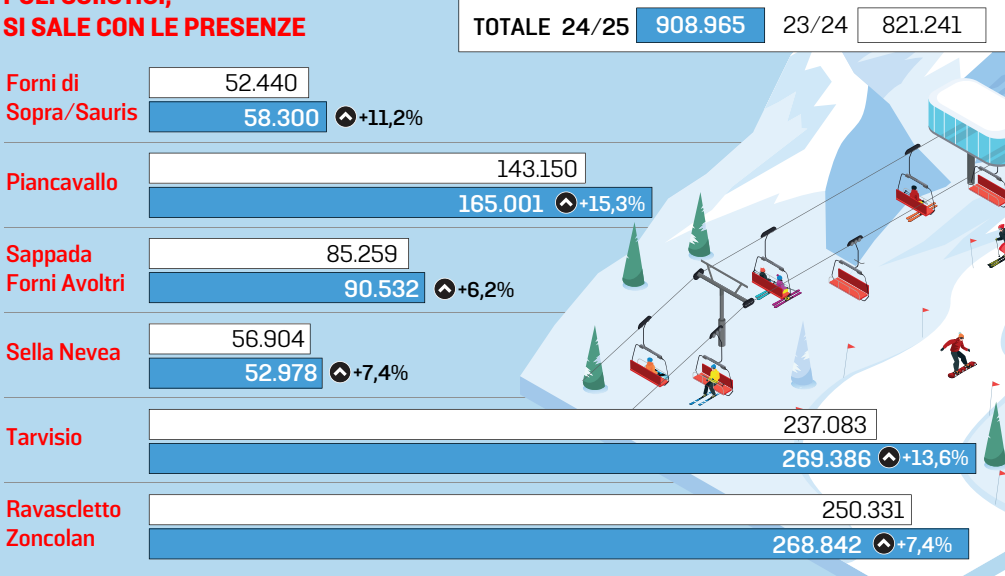 SI SALE CON LE PRESENZE
TOTALE 24/25 908.965 23/24 821.241
Forni di
Sopra/Sauris
52.440
58.300 +11,2%
Piancavallo
143.150
165.001 +15,3%
Sappada
Forni Avoltri
85.259
90.532 +6,2%
Sella Nevea
56.904
52.978 +7,4%
Tarvisio
237.083
269.386 +13,6%
Ravascletto
Zoncolan
250.331
268.842 +7,4%